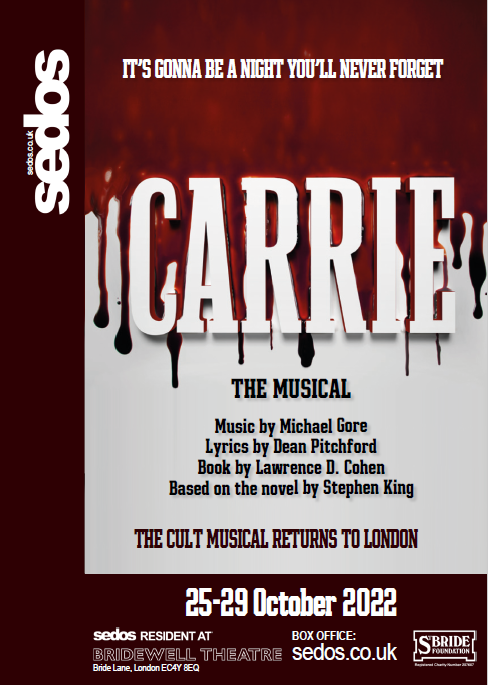 sedos
sedos.co.uk
IT'S GONNA BE A NIGHT YOU'LL NEVER FORGET
CARRIE
THE MUSICAL
Music by Michael Gore
Lyrics by Dean Pitchford
Book by Lawrence D. Cohen
Based on the novel by Stephen King
THE CULT MUSICAL RETURNS TO LONDON
25-29 October 2022
sedos RESIDENT AT
BRIDEWELL THEATRE
Bride Lane, London EC4Y 8EQ
BOX OFFICE:
sedos.co.uk
ST BRIDE
FOUNDATION
Registered Charity Number